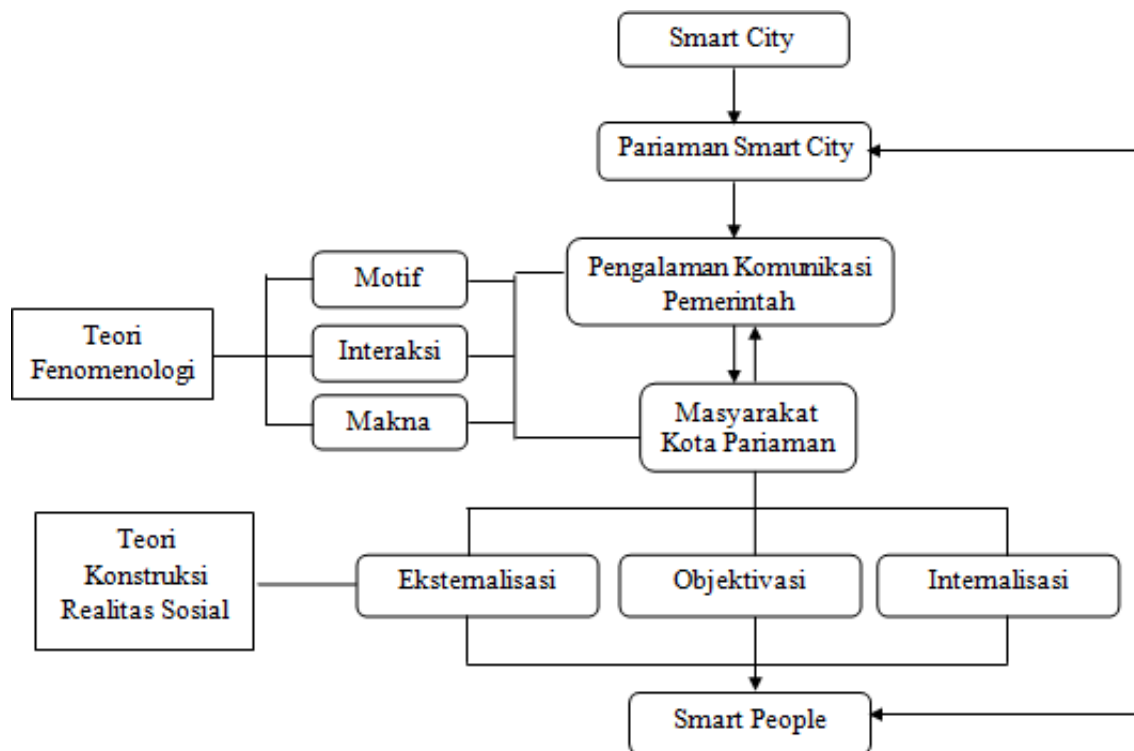 Smart City
Pariaman Smart City
Pengalaman Komunikasi
Pemerintah
Motif
Interaksi
Makna
Teori
Fenomenologi
Masyarakat
Kota Pariaman
Teori
Konstruksi
Realitas Sosial
Eksternalisasi
Objektivasi
Internalisasi
Smart People